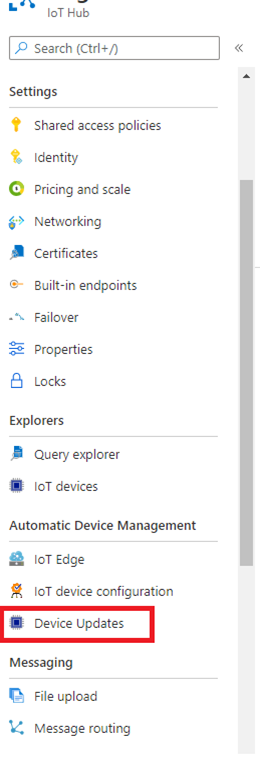 IoT Hub
Search (Ctrl+/)
«
Settings
Shared access policies
Identity
Pricing and scale
Networking
Certificates
Built-in endpoints
Failover
Properties
Locks
Explorers
Query explorer
IoT devices
Automatic Device Management
IoT Edge
IoT device configuration
Device Updates
Messaging
File upload
Message routing